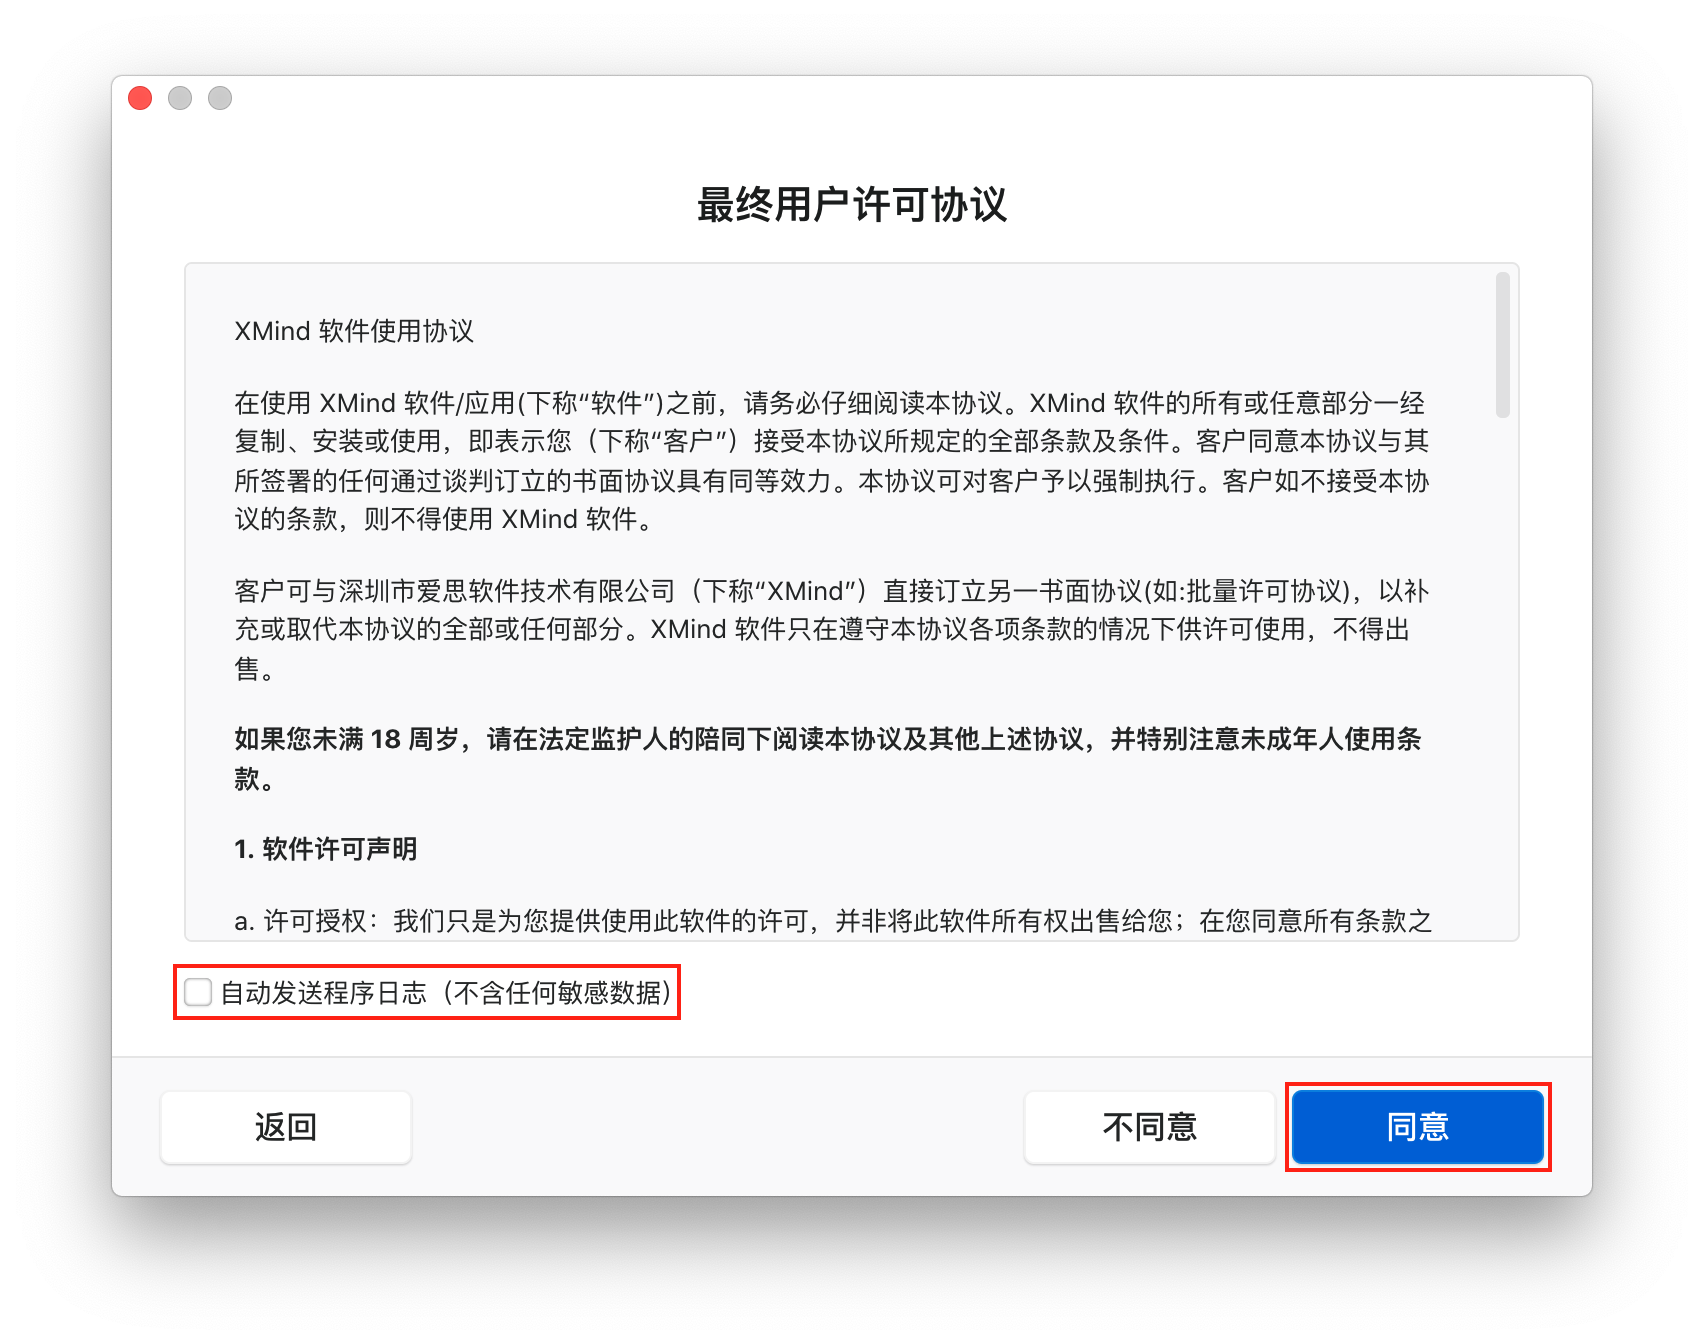 最终用户许可协议
XMind 软件使用协议
在使用 XMind 软件/应用(下称“软件”)之前，请务必仔细阅读本协议。XMind 软件的所有或任意部分一经
复制、安装或使用，即表示您（下称“客户”）接受本协议所规定的全部条款及条件。客户同意本协议与其
所签署的任何通过谈判订立的书面协议具有同等效力。本协议可对客户予以强制执行。客户如不接受本协
议的条款，则不得使用 XMind 软件。
客户可与深圳市爱思软件技术有限公司（下称“XMind”）直接订立另一书面协议(如:批量许可协议)，以补
充或取代本协议的全部或任何部分。XMind 软件只在遵守本协议各项条款的情况下供许可使用，不得出
售。
如果您未满 18 周岁，请在法定监护人的陪同下阅读本协议及其他上述协议，并特别注意未成年人使用条
款。
1. 软件许可声明
a. 许可授权：我们只是为您提供使用此软件的许可，并非将此软件所有权出售给您；在您同意所有条款之
自动发送程序日志（不含任何敏感数据）
返回
不同意
同意